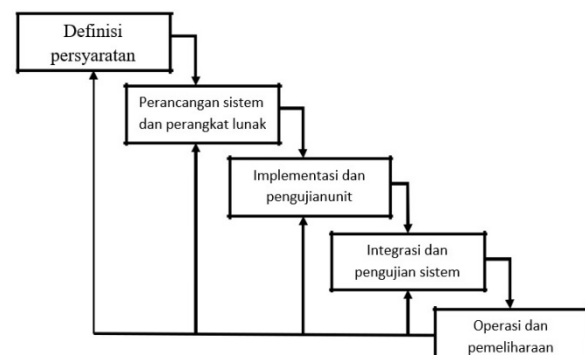 Definisi
persyaratan
Perancangan sistem
dan perangkat lunak
Implementasi dan
pengujianunit
Integrasi dan
pengujian sistem
Operasi dan
pemeliharaan